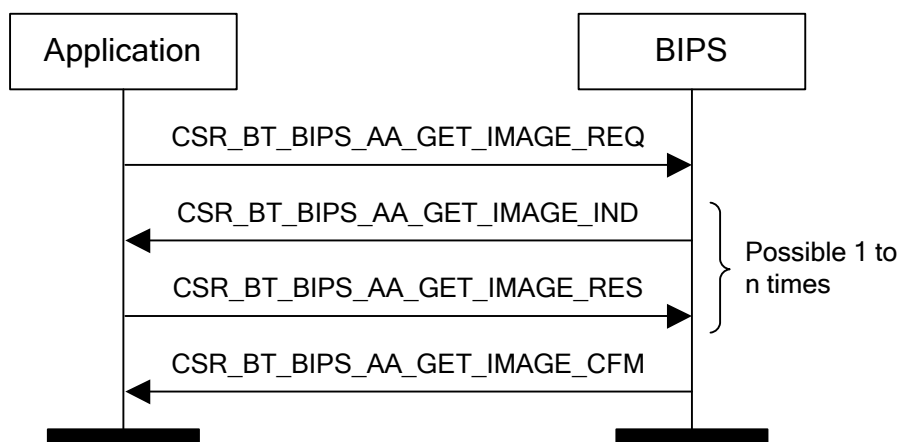 Application
BIPS
CSR_BT_BIPS_AA_GET_IMAGE_REQ
CSR_BT_BIPS_AA_GET_IMAGE_IND
Possible 1 to
n times
CSR_BT_BIPS_AA_GET_IMAGE_RES
CSR_BT_BIPS_AA_GET_IMAGE_CFM